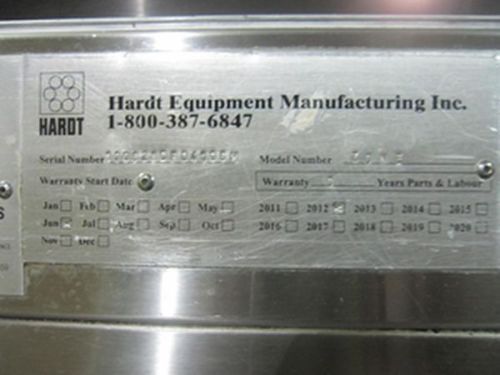 HARDT
Hardt Equipment Manufacturing Inc.
1-800-387-6847
Serial Number Model Number
Warranty Start Date Warranty Years Parts & Labour
Jan Feb Mar Apr May 2011 2012 2013 2014 2015
Jun Jul Aug Sep Oct 2016 2017 2018 2019 2020
Nov Dec